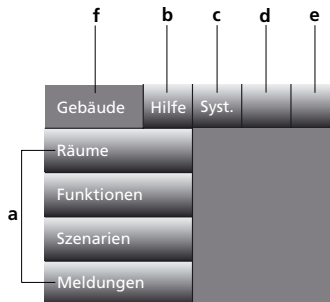 f b c d e
Gebäude Hilfe Syst.
Räume
Funktionen
a
Szenarien
Meldungen